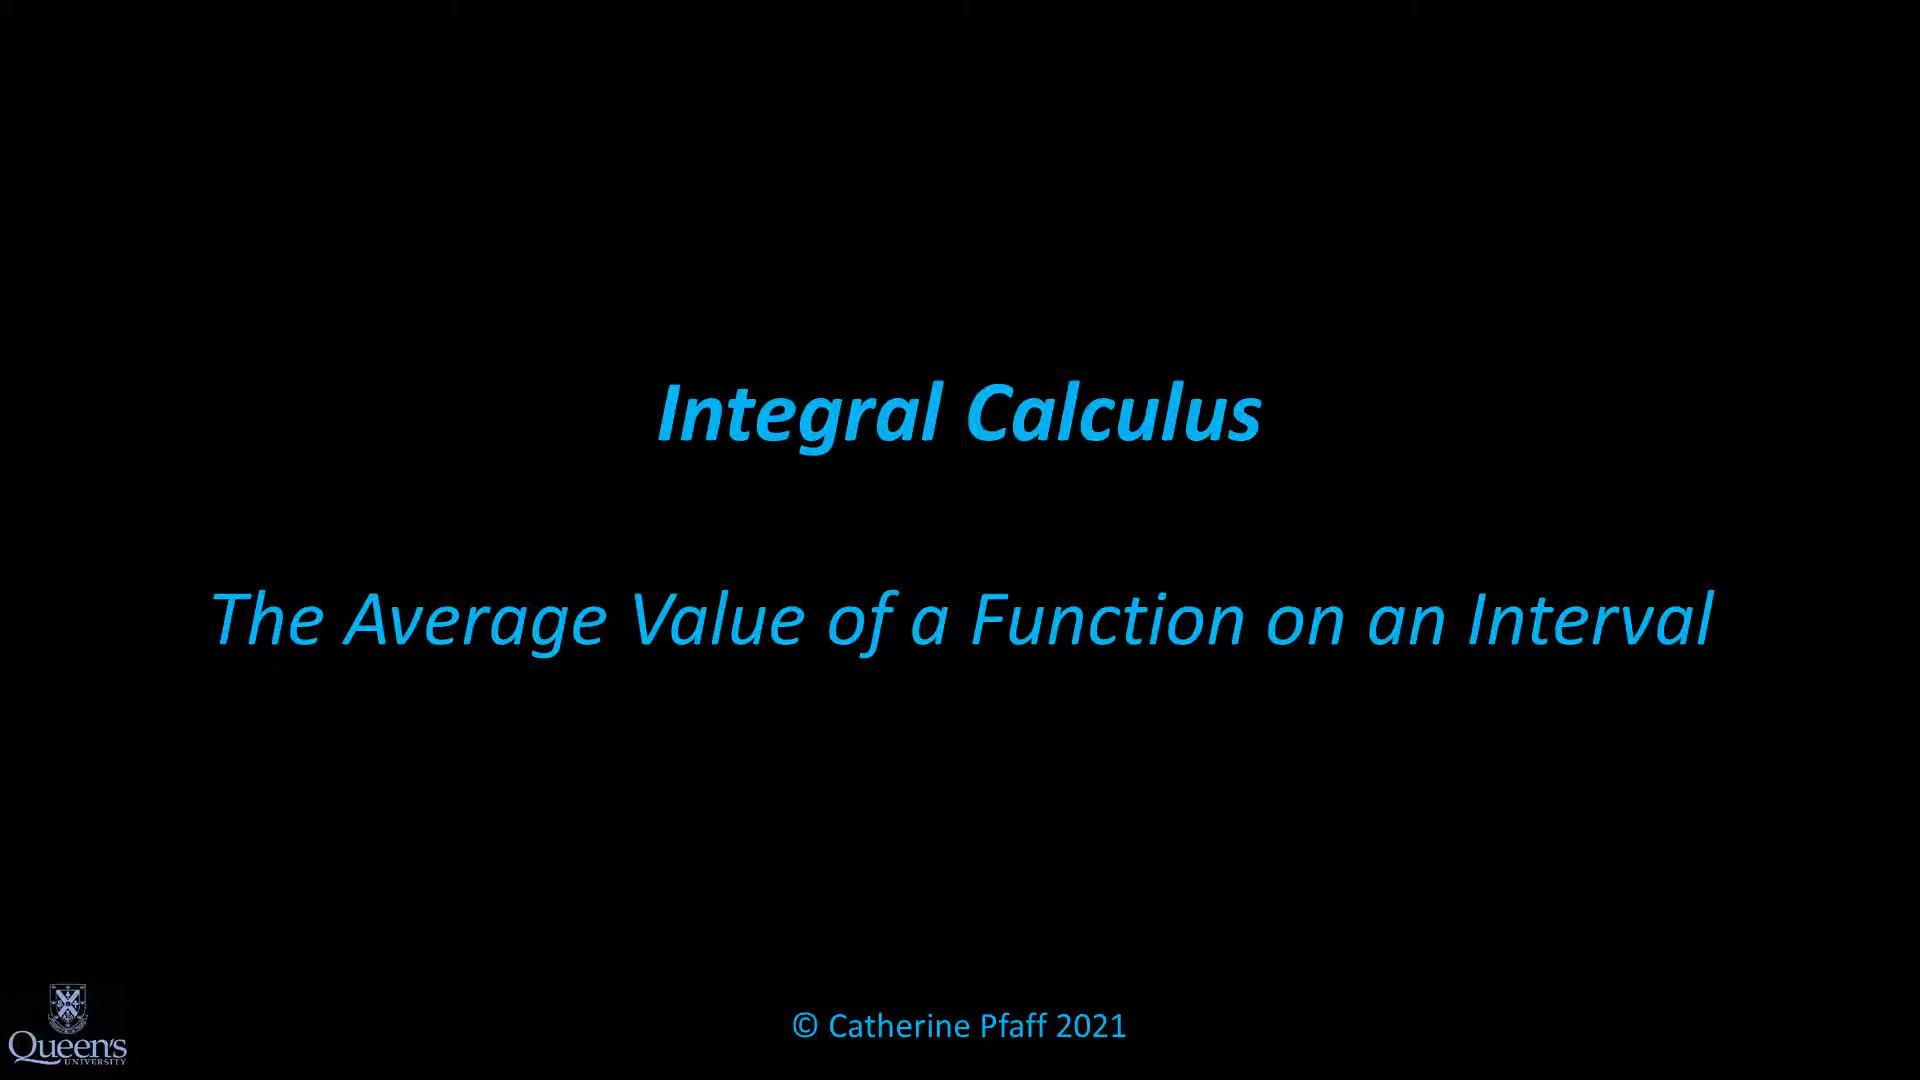 Integral Calculus
The Average Value of a Function on an Interval
© Catherine Pfaff 2021
Queen's
UNIVERSITY